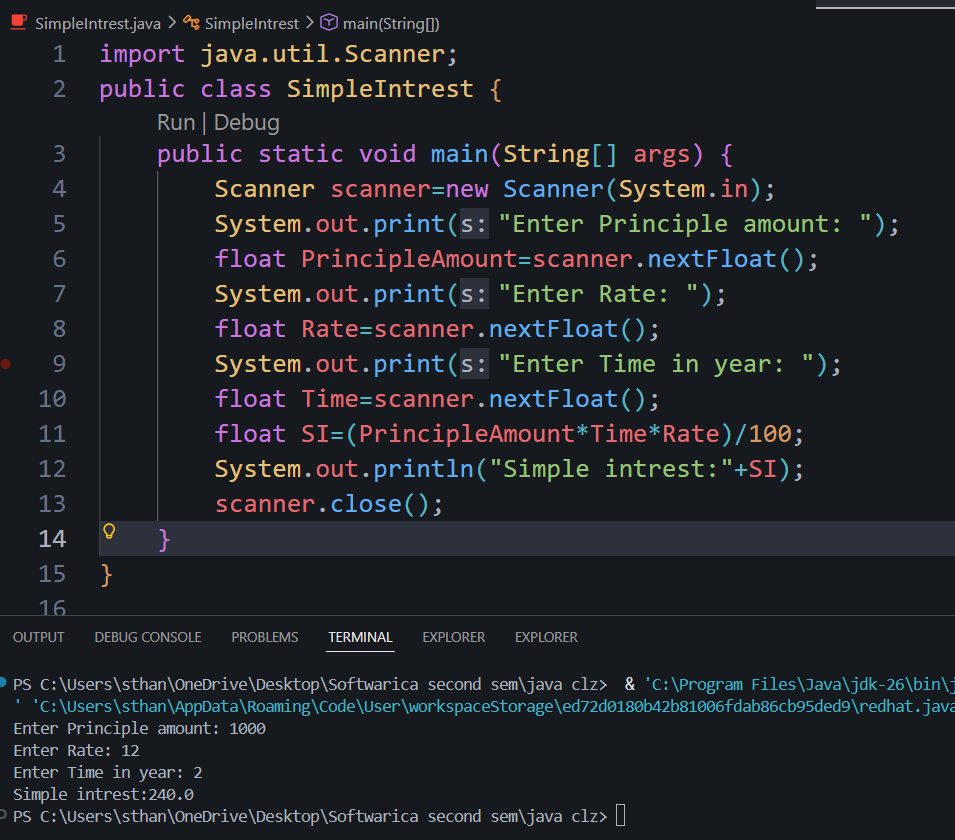 SimpleIntrest.java > SimpleIntrest > main(String[])
1 import java.util.Scanner;
2 public class SimpleIntrest {
Run | Debug
3 public static void main(String[] args) {
4 Scanner scanner=new Scanner(System.in);
5 System.out.print(s: "Enter Principle amount: ");
6 float PrincipleAmount=scanner.nextFloat();
7 System.out.print(s: "Enter Rate: ");
8 float Rate=scanner.nextFloat();
9 System.out.print(s: "Enter Time in year: ");
10 float Time=scanner.nextFloat();
11 float SI=(PrincipleAmount*Time*Rate)/100;
12 System.out.println("Simple intrest:"+SI);
13 scanner.close();
14 }
15 }
16
OUTPUT DEBUG CONSOLE PROBLEMS TERMINAL EXPLORER EXPLORER
PS C:\Users\sthan\OneDrive\Desktop\Softwarica second sem\java clz> & 'C:\Program Files\Java\jdk-26\bin\j
' 'C:\Users\sthan\AppData\Roaming\Code\User\workspaceStorage\ed72d0180b42b81006fdab86cb95ded9\redhat.java
Enter Principle amount: 1000
Enter Rate: 12
Enter Time in year: 2
Simple intrest:240.0
PS C:\Users\sthan\OneDrive\Desktop\Softwarica second sem\java clz>